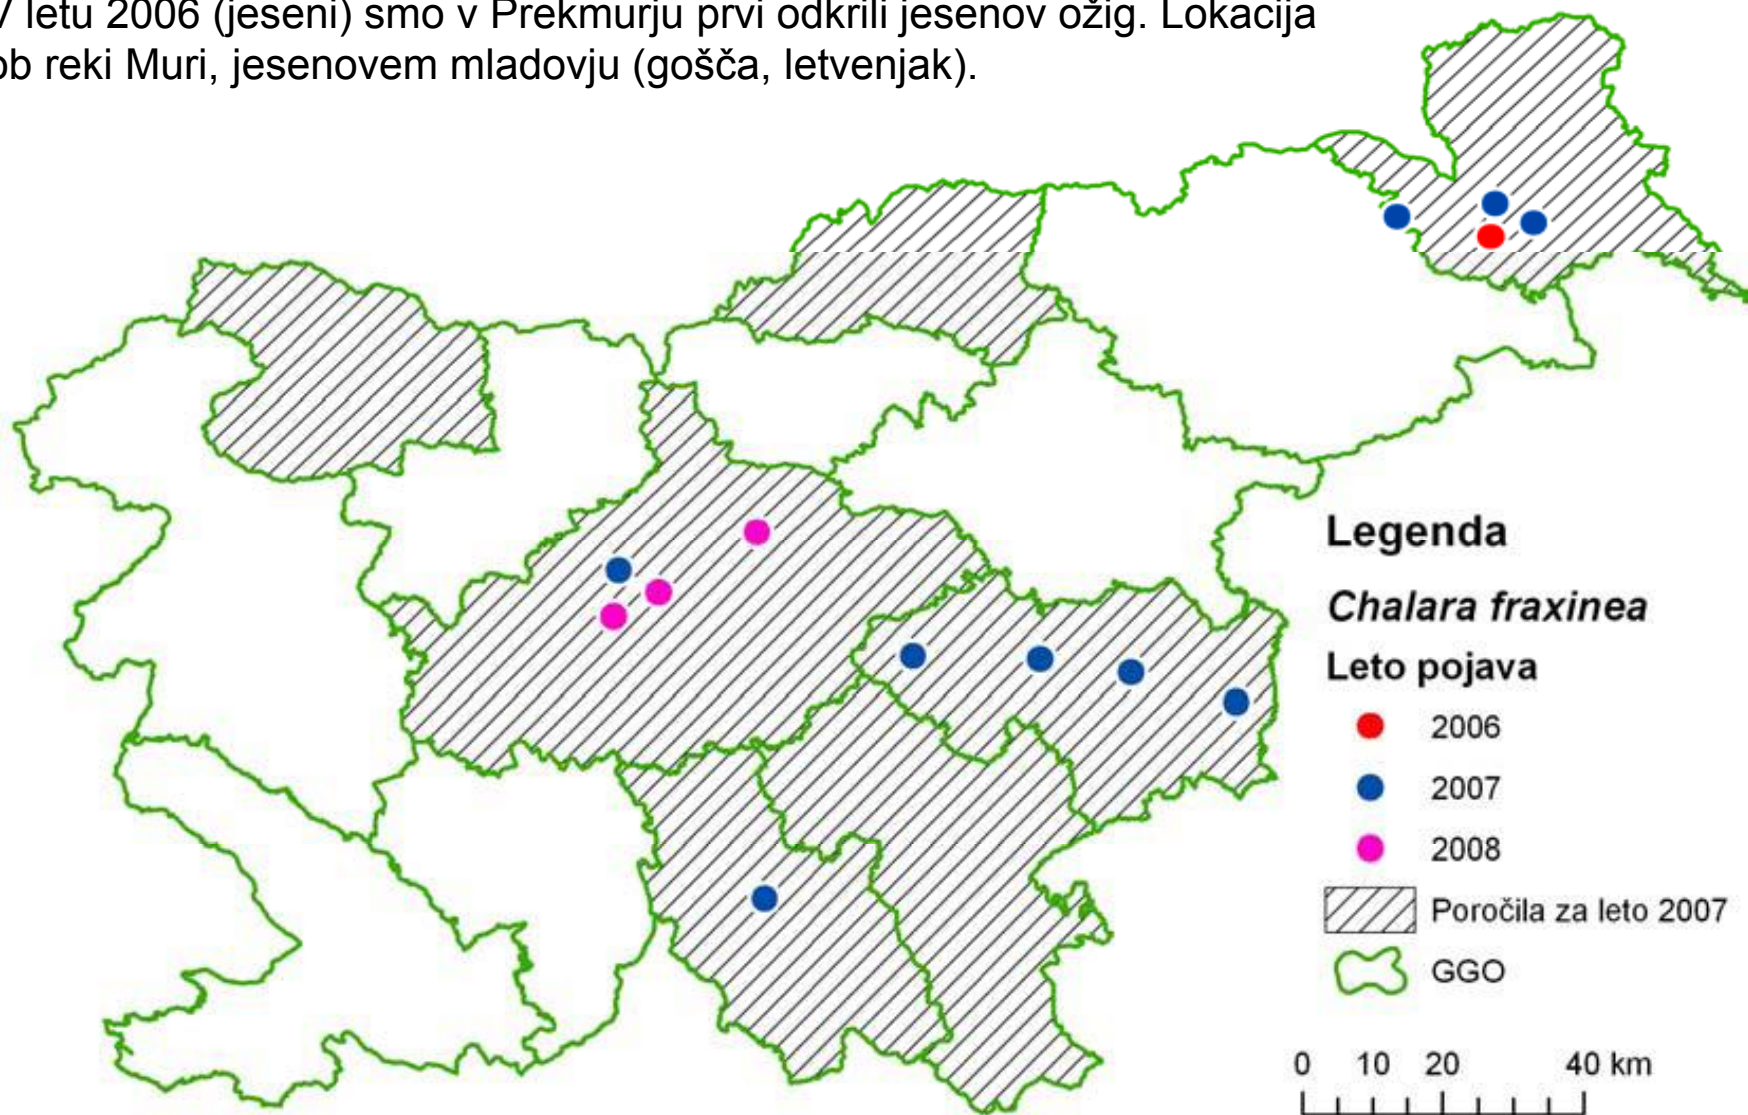 V letu 2006 (jeseni) smo v Prekmurju prvi odkrili jesenov ožig. Lokacija
ob reki Muri, jesenovem mladovju (gošča, letvenjak).
Legenda
Chalara fraxinea
Leto pojava
2006
2007
2008
Poročila za leto 2007
GGO
0 10 20 40 km